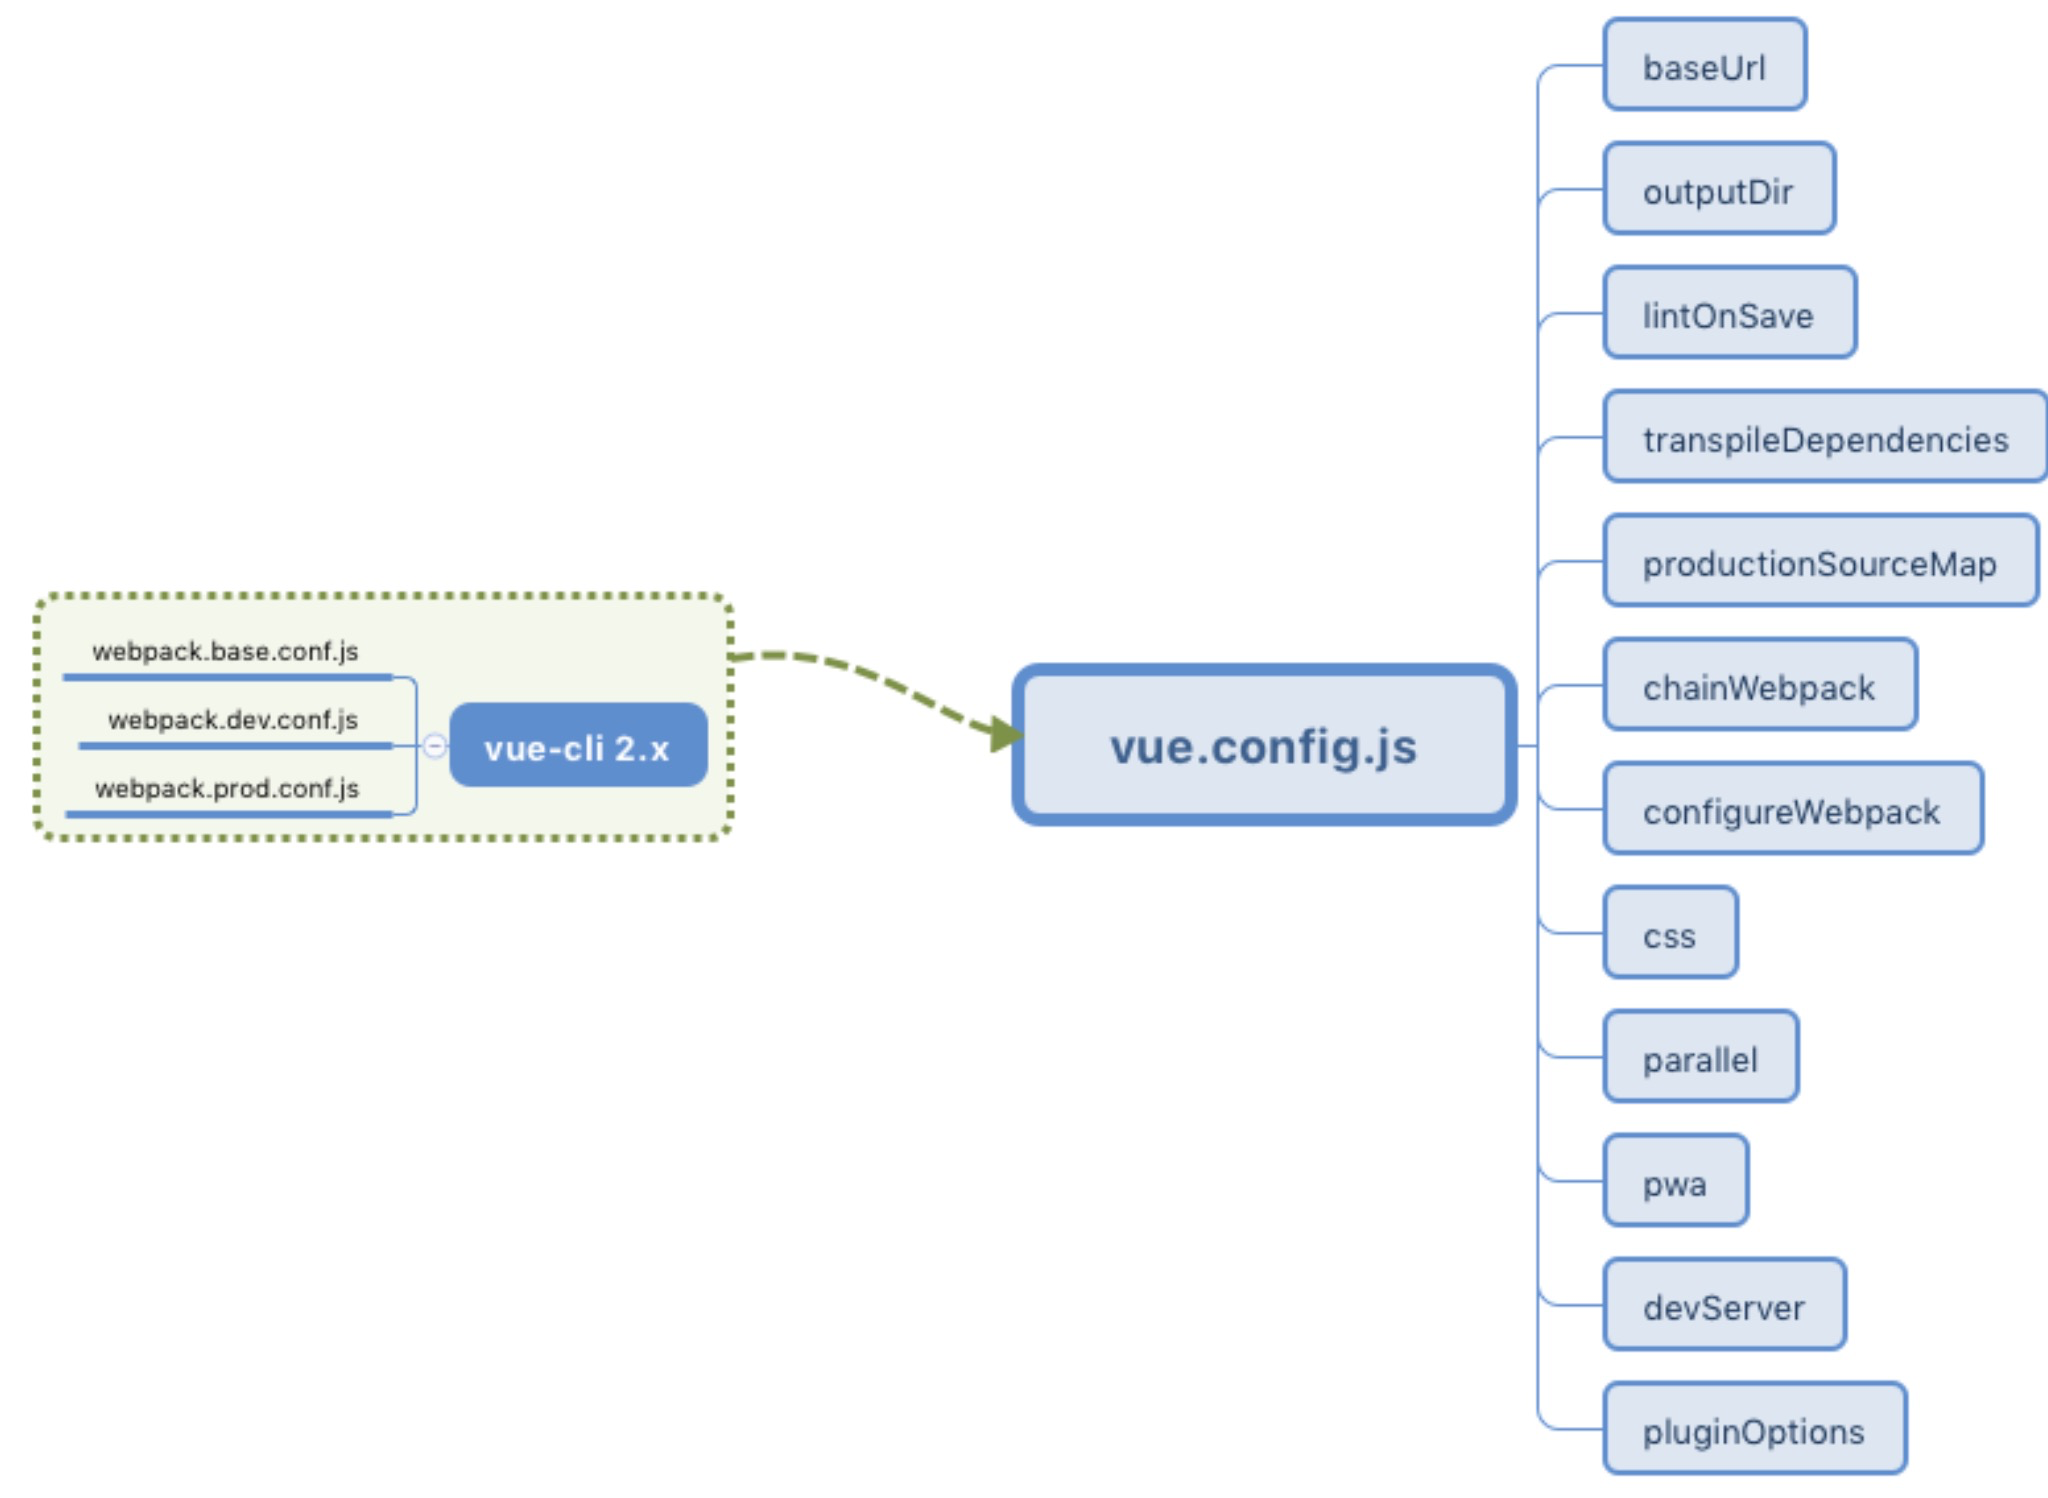 webpack.base.conf.js
webpack.dev.conf.js
webpack.prod.conf.js
vue-cli 2.x
vue.config.js
baseUrl
outputDir
lintOnSave
transpileDependencies
productionSourceMap
chainWebpack
configureWebpack
css
parallel
pwa
devServer
pluginOptions